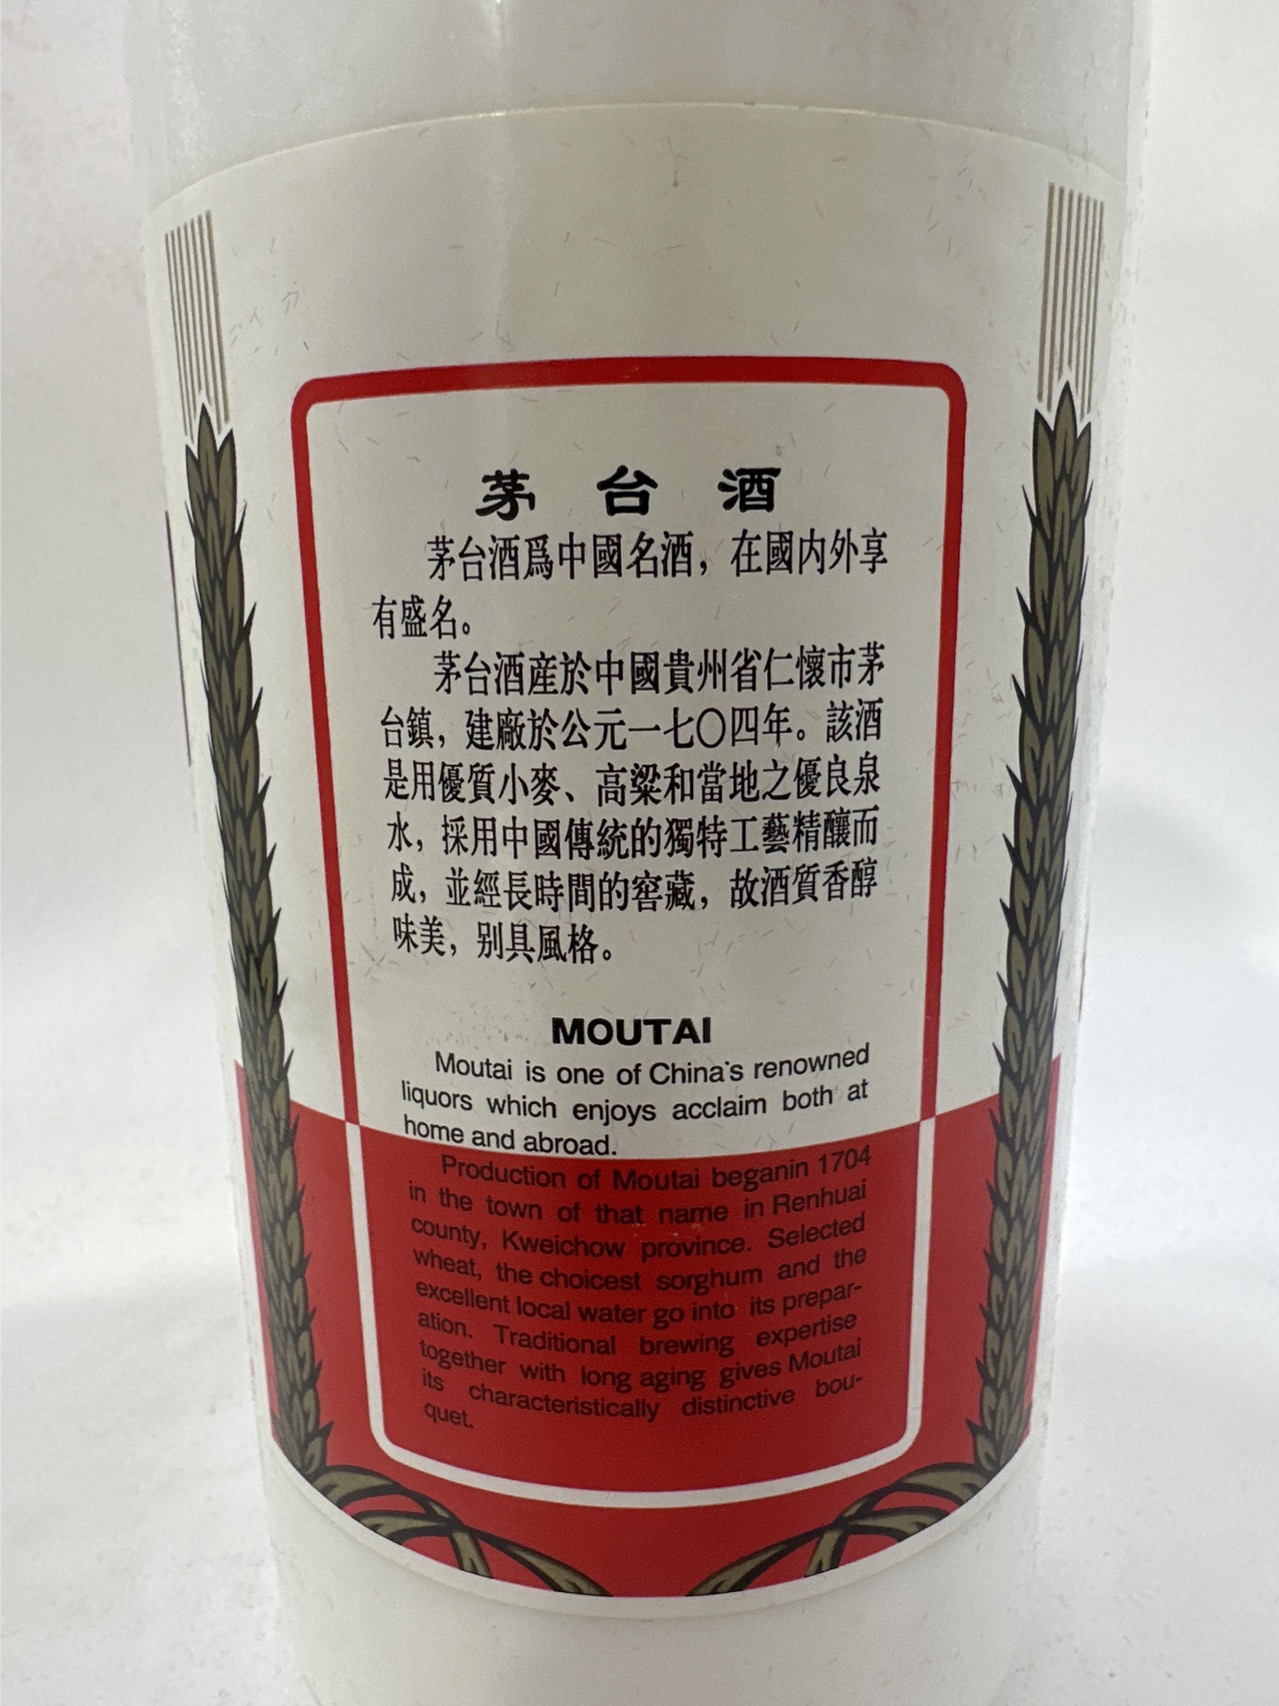 茅台酒
茅台酒爲中國名酒，在國内外享
有盛名。
茅台酒産於中國貴州省仁懷市茅
台鎮，建廠於公元一七〇四年。該酒
是用優質小麥、高粱和當地之優良泉
水，採用中國傳統的獨特工藝精釀而
成，並經長時間的窖藏，故酒質香醇
味美，别具風格。
MOUTAI
Moutai is one of China's renowned
liquors which enjoys acclaim both at
home and abroad.
Production of Moutai beganin 1704
in the town of that name in Renhuai
county, Kweichow province. Selected
wheat, the choicest sorghum and the
excellent local water go into its prepar-
ation. Traditional brewing expertise
together with long aging gives Moutai
its characteristically distinctive bou-
quet.